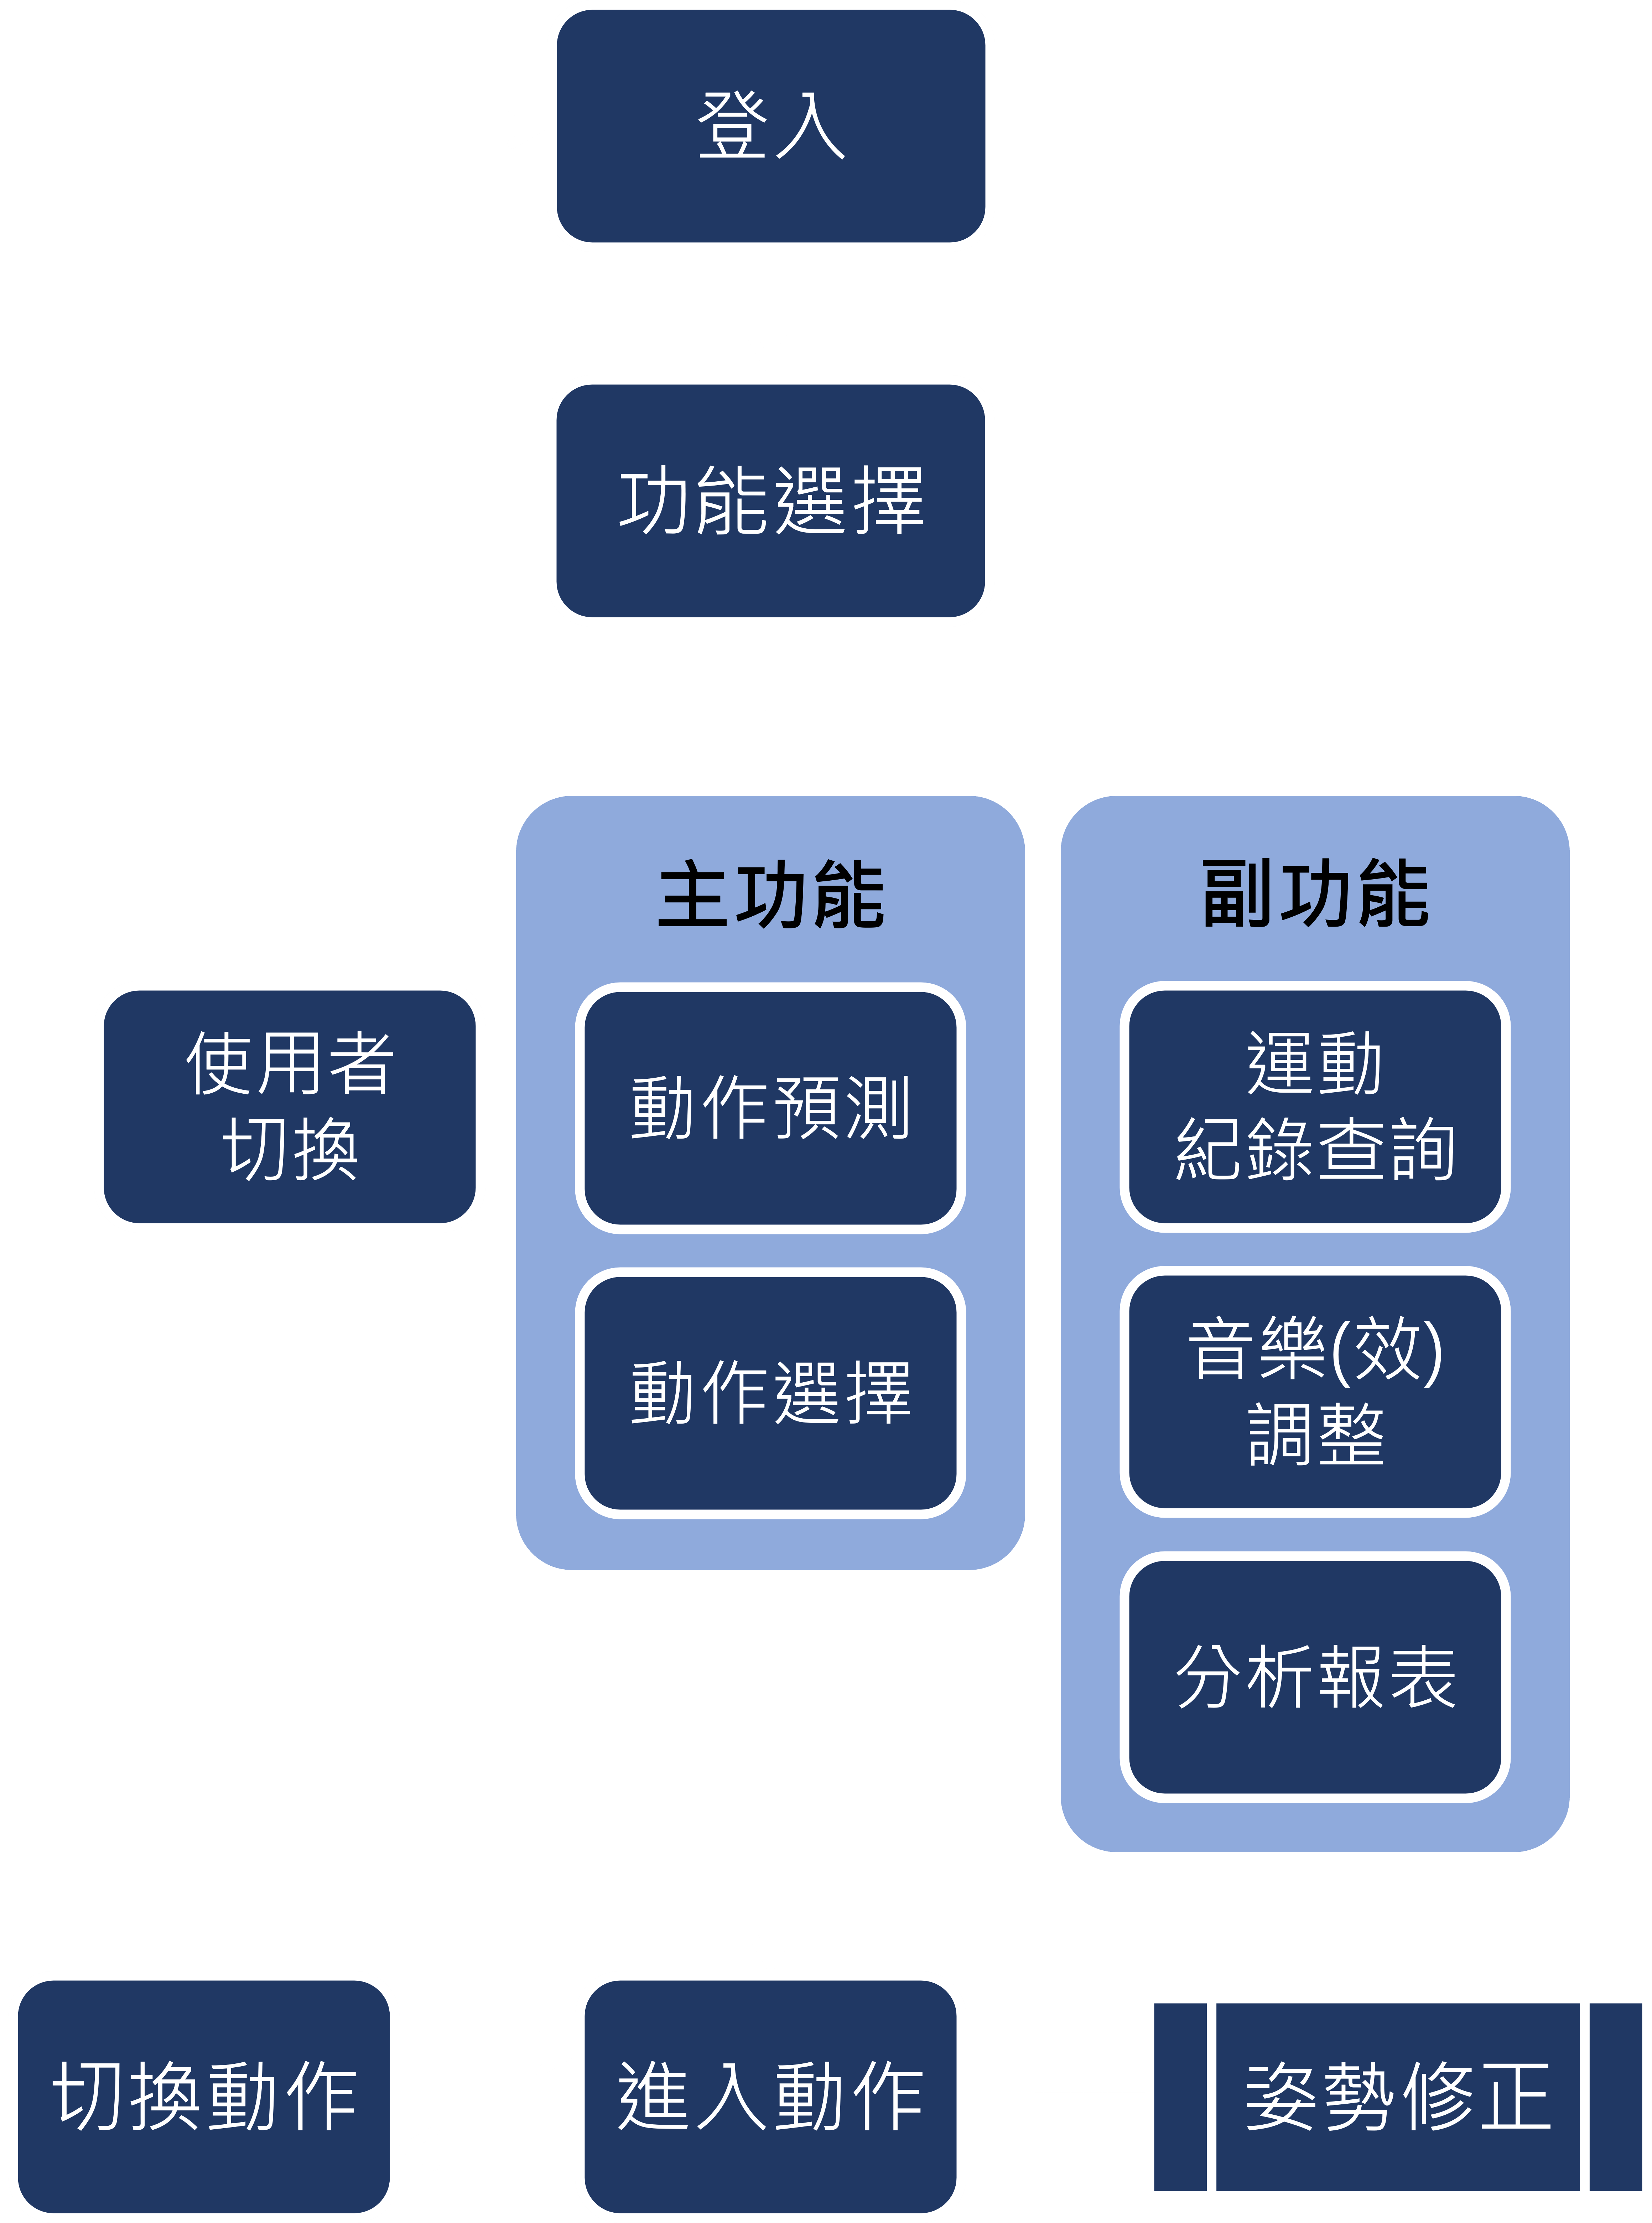 登入
功能選擇
使用者
切換
主功能
動作預測
動作選擇
副功能
運動
紀錄查詢
音樂(效)
調整
分析報表
切換動作
進入動作
姿勢修正